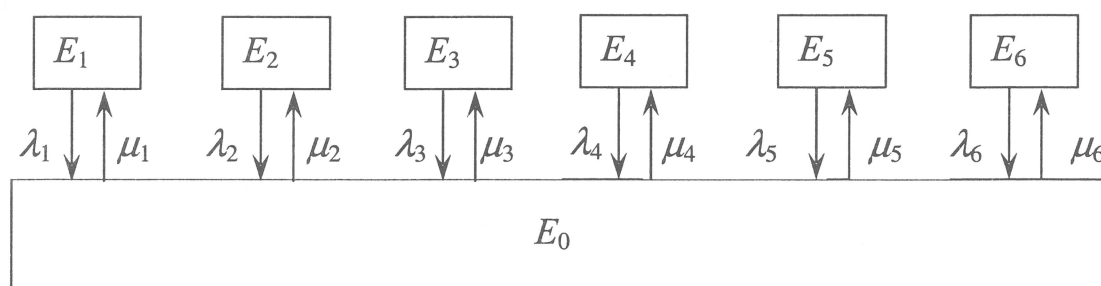 E₁ E₂ E₃ E₄ E₅ E₆
λ₁ μ₁ λ₂ μ₂ λ₃ μ₃ λ₄ μ₄ λ₅ μ₅ λ₆ μ₆
E₀